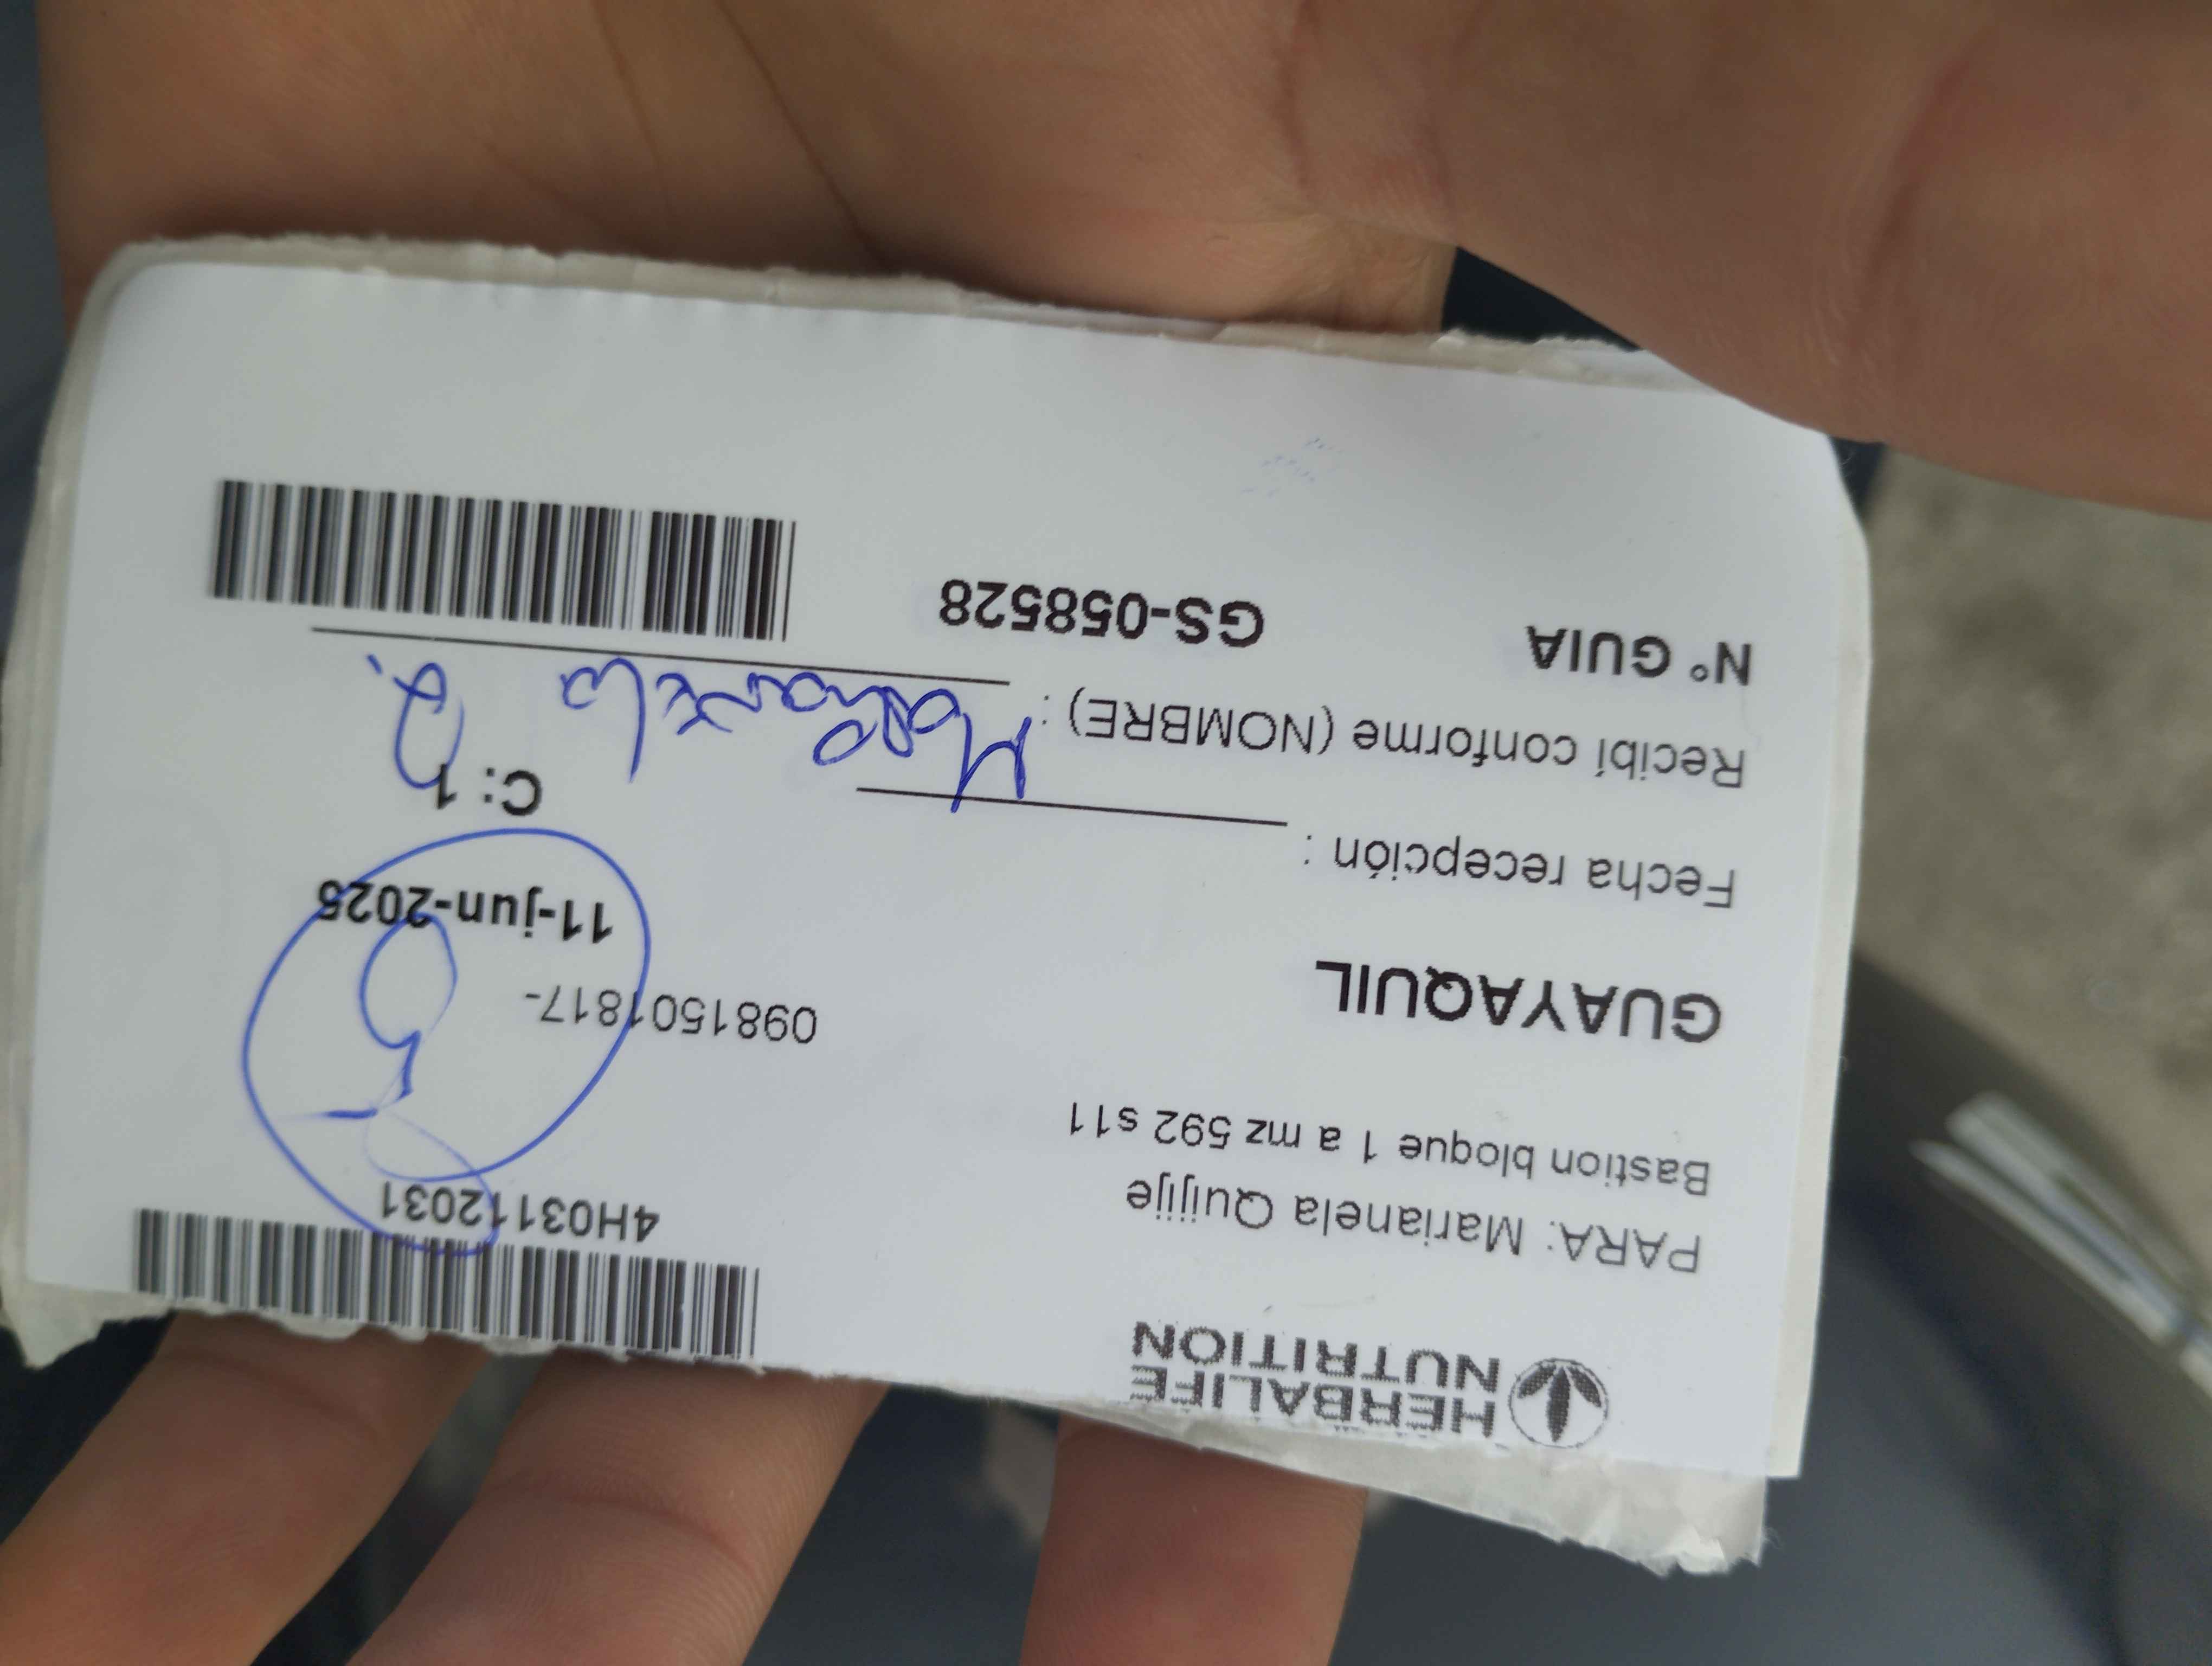 HERBALIFE
NUTRITION
4H03112031
PARA: Marianela Quijije
Bastion bloque 1 a mz 592 s11
0981501817-
GUAYAQUIL
11-jun-2025
Fecha recepción :
C: 1
Recibí conforme (NOMBRE) : Marianela Q.
N° GUIA GS-058528